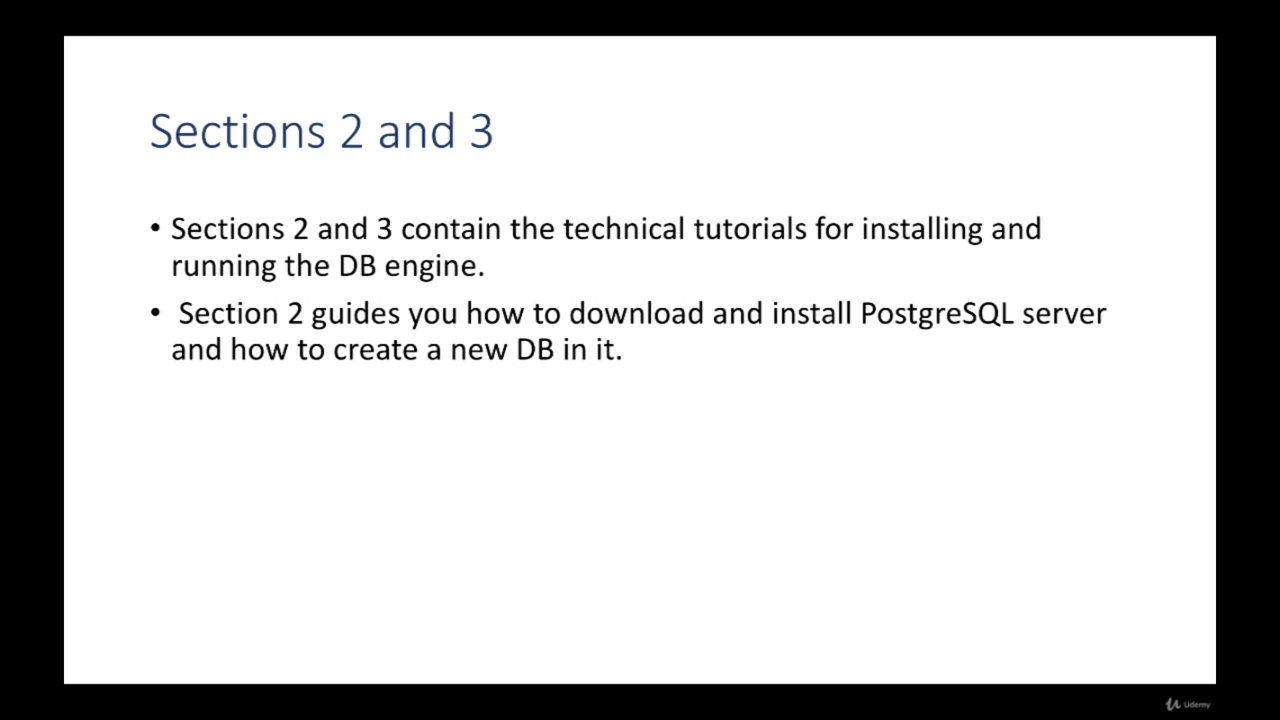 Sections 2 and 3
• Sections 2 and 3 contain the technical tutorials for installing and
running the DB engine.
• Section 2 guides you how to download and install PostgreSQL server
and how to create a new DB in it.
Udemy